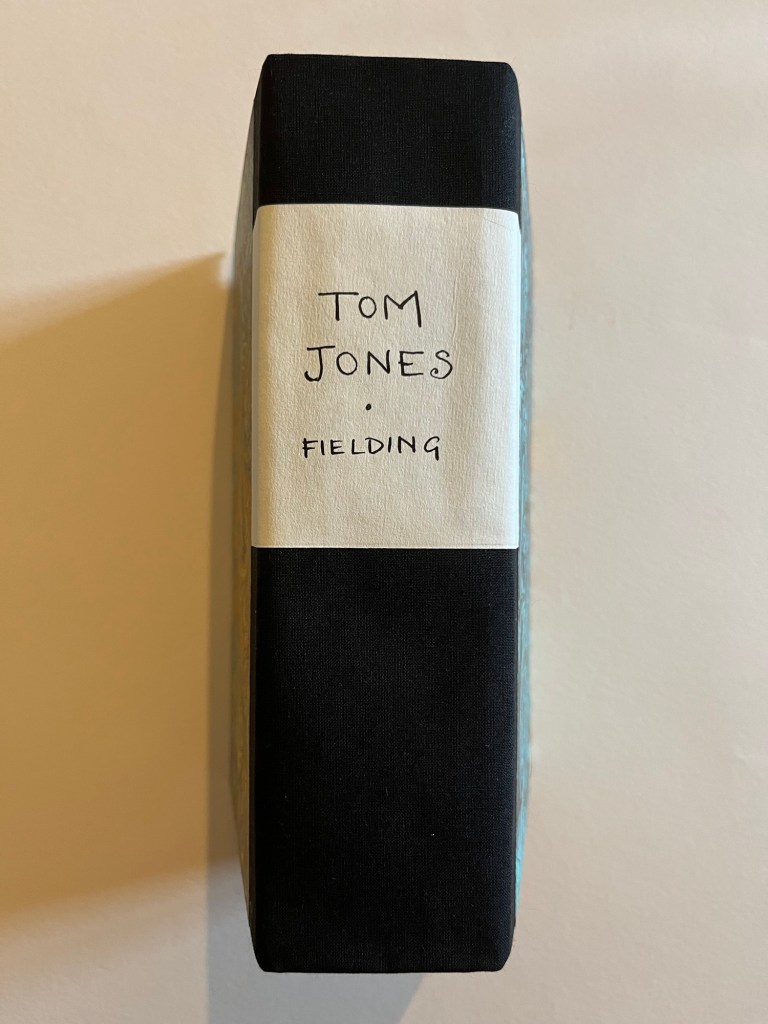 TOM
JONES
·
FIELDING